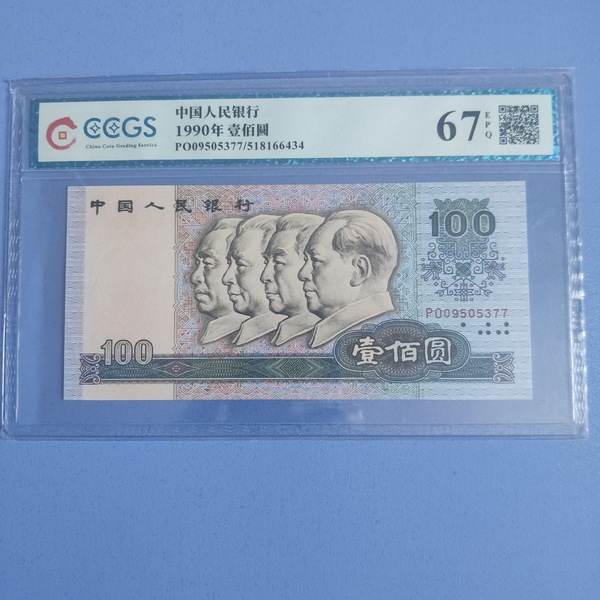 CCGS
China Coin Grading Service
中国人民银行
1990年 壹佰圆
PO09505377/518166434
67 EPQ
中国人民银行
100
PO09505377
100
壹佰圆